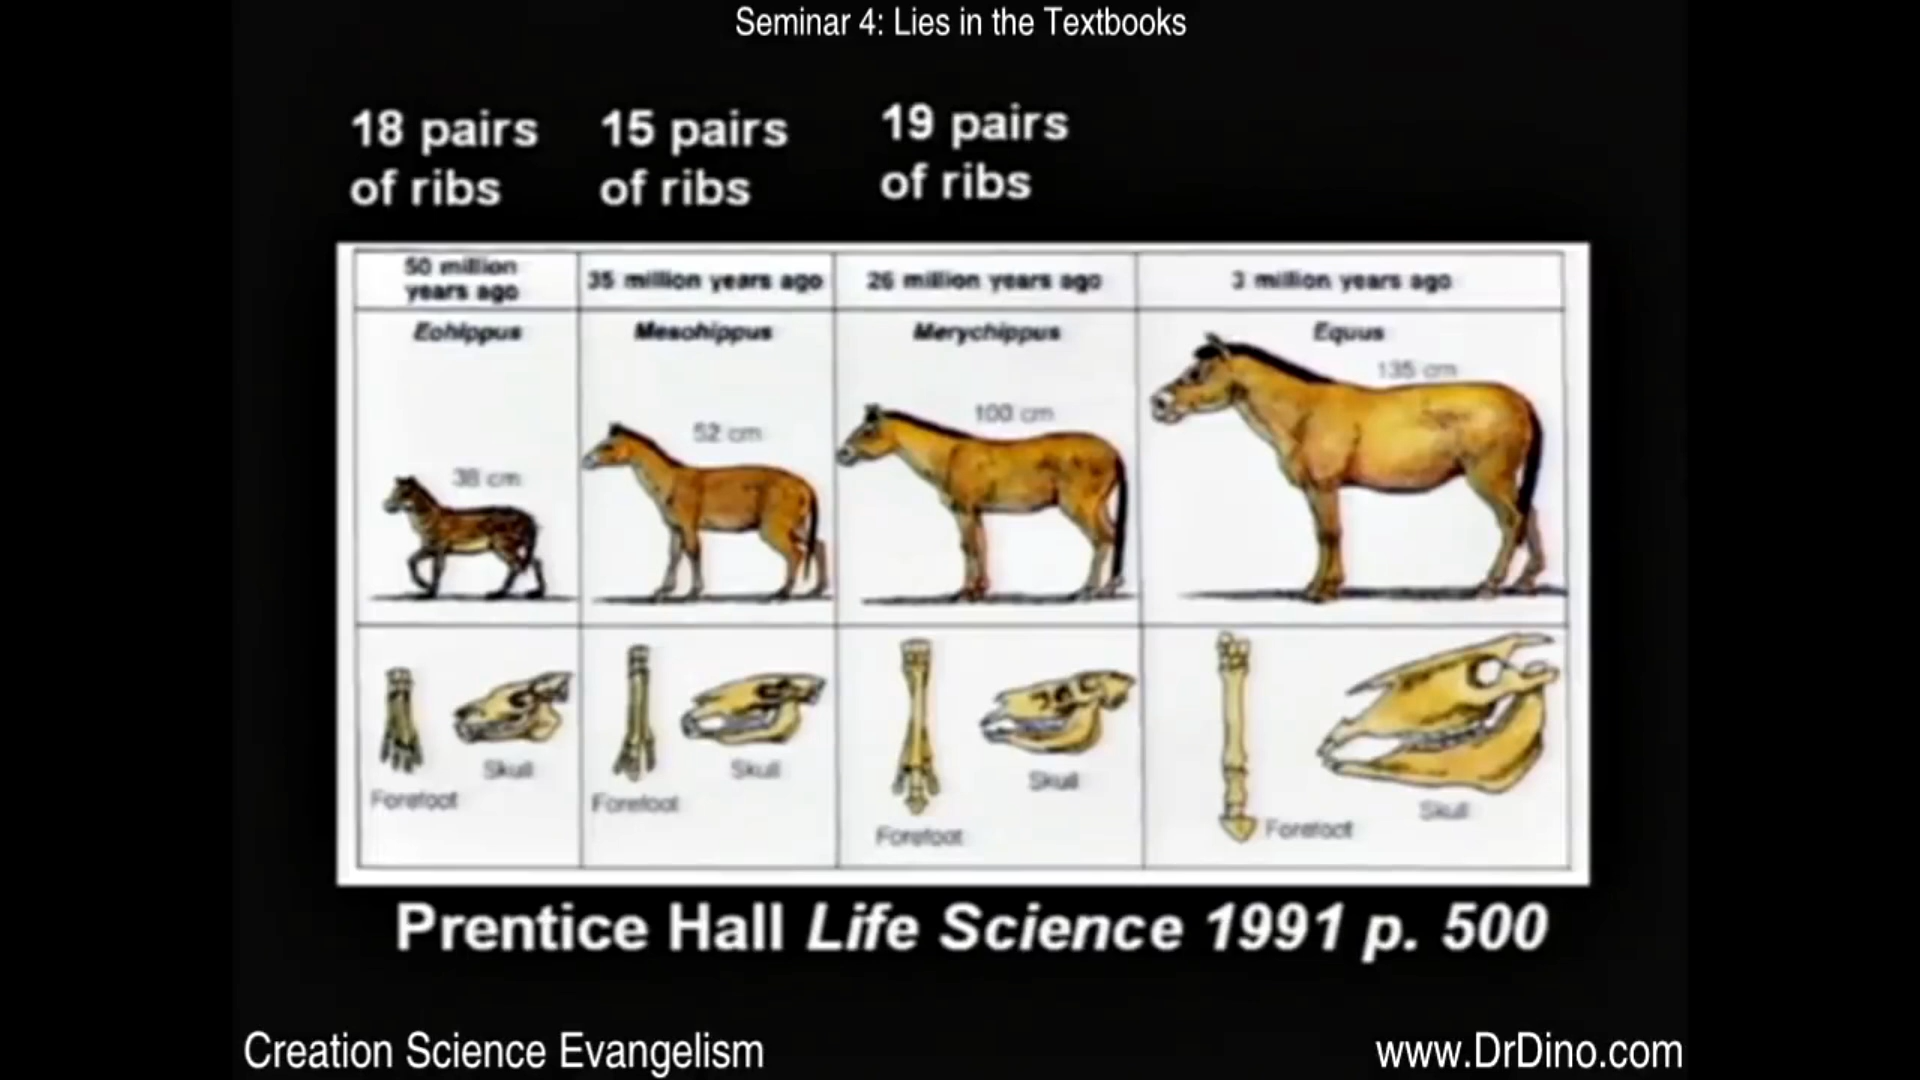 Seminar 4: Lies in the Textbooks
18 pairs
of ribs
15 pairs
of ribs
19 pairs
of ribs
50 million
years ago
35 million years ago
26 million years ago
3 million years ago
Eohippus
Mesohippus
Merychippus
Equus
38 cm
52 cm
100 cm
135 cm
Forefoot
Skull
Forefoot
Skull
Forefoot
Skull
Forefoot
Skull
Prentice Hall Life Science 1991 p. 500
Creation Science Evangelism
www.DrDino.com